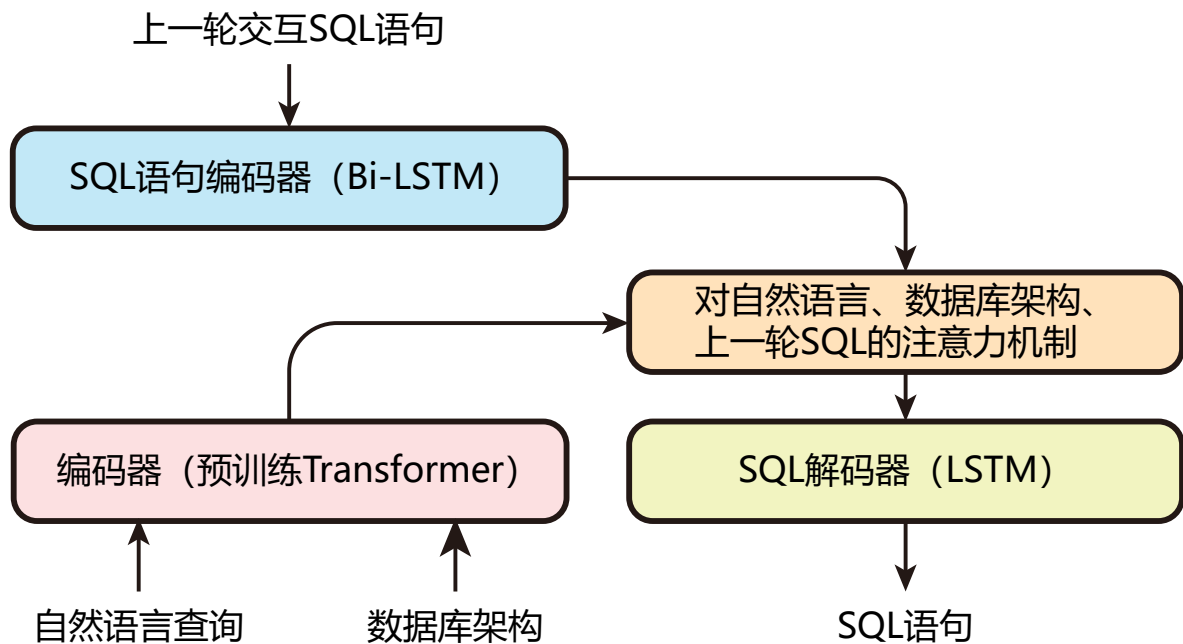 上一轮交互SQL语句
SQL语句编码器（Bi-LSTM）
对自然语言、数据库架构、
上一轮SQL的注意力机制
编码器（预训练Transformer）
SQL解码器（LSTM）
自然语言查询
数据库架构
SQL语句